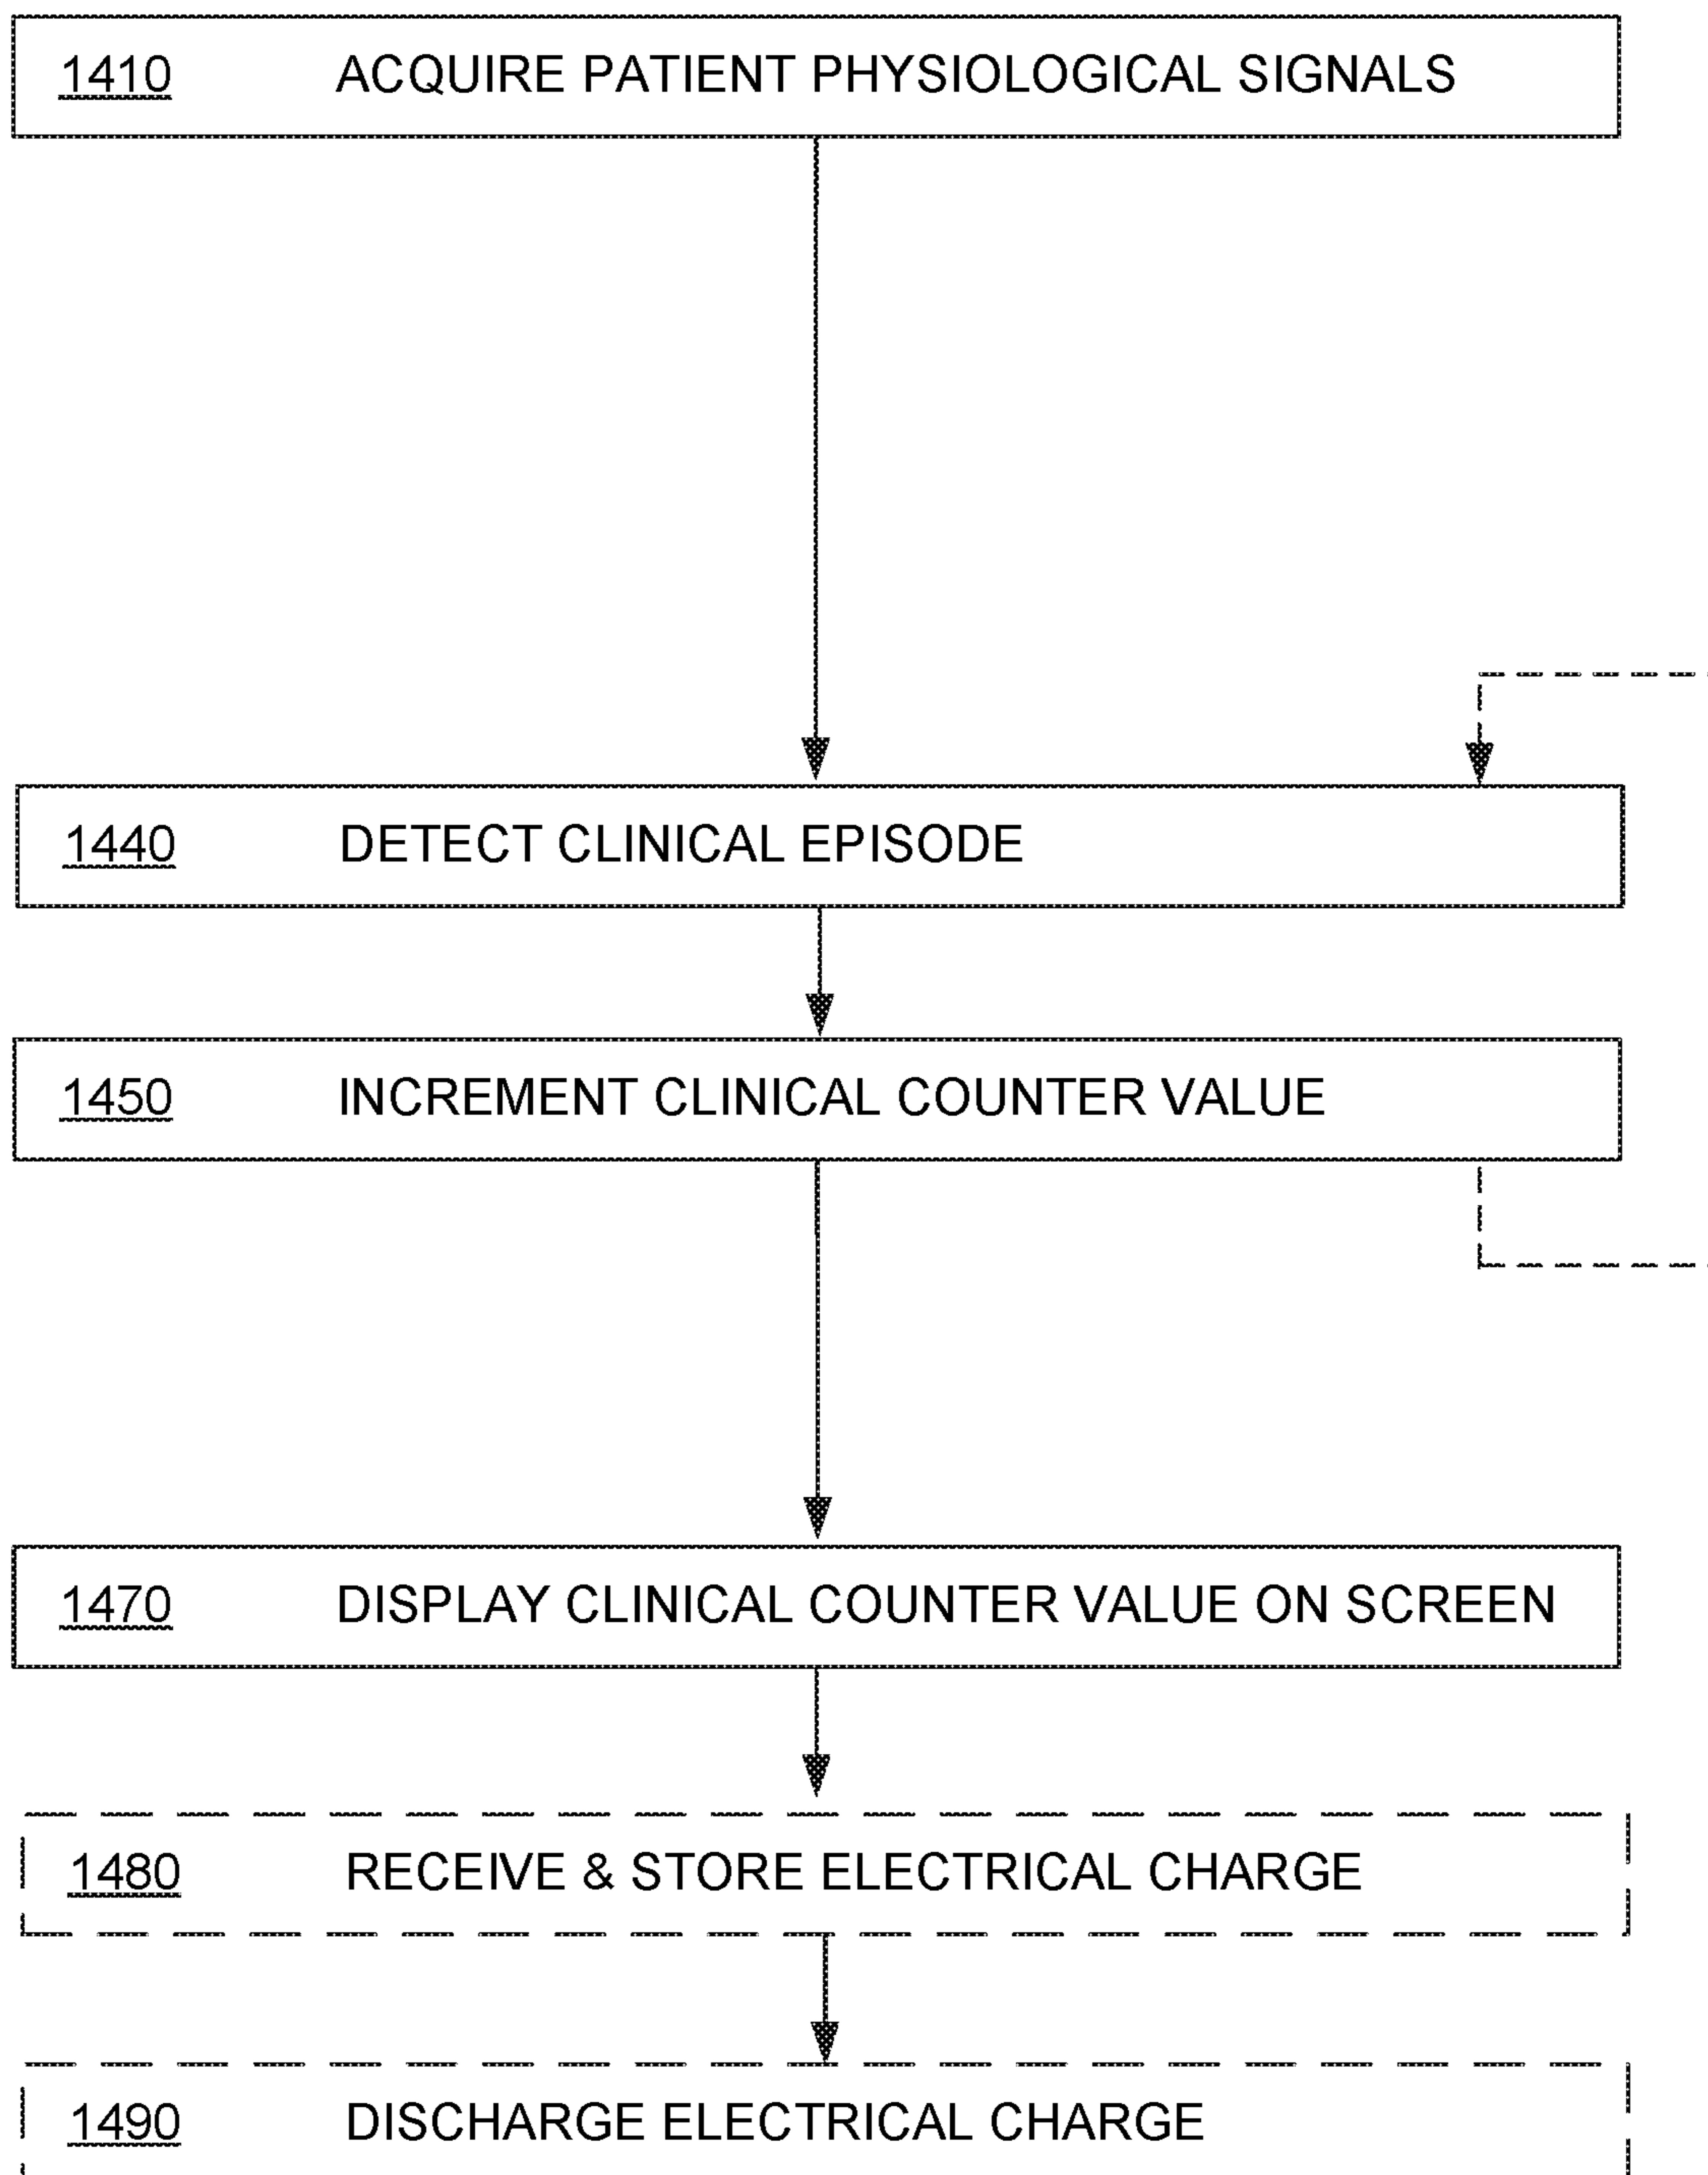 1410 ACQUIRE PATIENT PHYSIOLOGICAL SIGNALS
1440 DETECT CLINICAL EPISODE
1450 INCREMENT CLINICAL COUNTER VALUE
1470 DISPLAY CLINICAL COUNTER VALUE ON SCREEN
1480 RECEIVE & STORE ELECTRICAL CHARGE
1490 DISCHARGE ELECTRICAL CHARGE